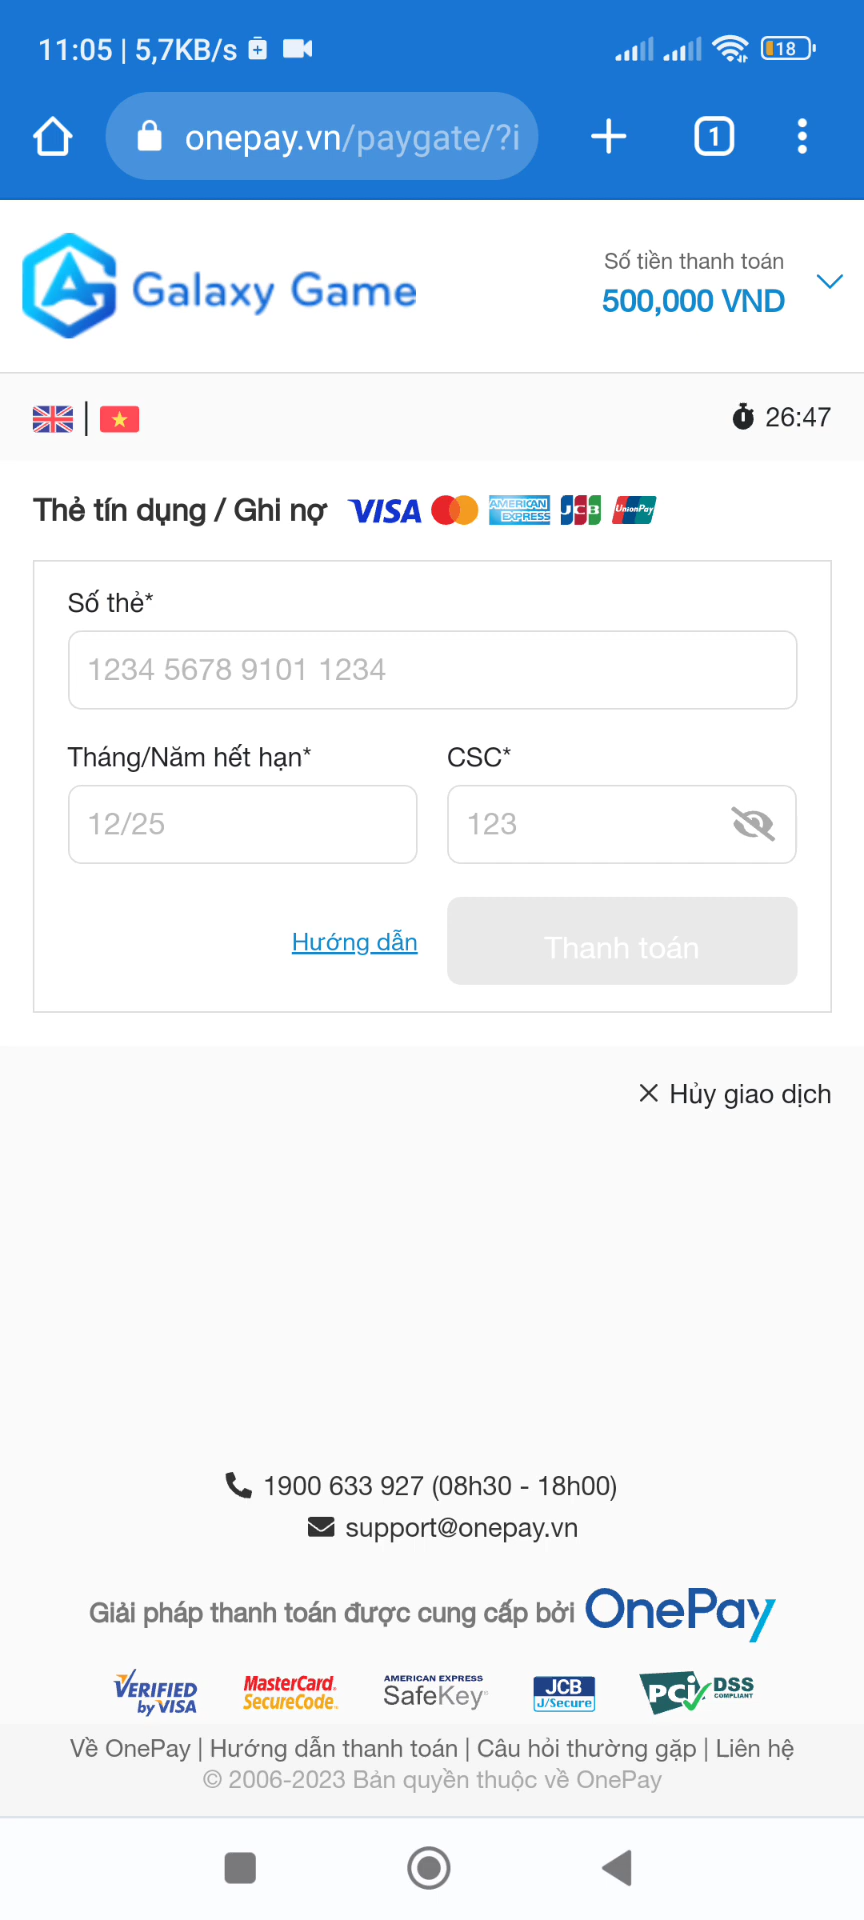 11:05 | 5,7KB/s 18
onepay.vn/paygate/?i 1
Galaxy Game
Số tiền thanh toán
500,000 VND
26:47
Thẻ tín dụng / Ghi nợ VISA AMERICAN EXPRESS JCB UnionPay
Số thẻ*
1234 5678 9101 1234
Tháng/Năm hết hạn* CSC*
12/25 123
Hướng dẫn Thanh toán
Hủy giao dịch
1900 633 927 (08h30 - 18h00)
support@onepay.vn
Giải pháp thanh toán được cung cấp bởi OnePay
VERIFIED by VISA MasterCard. SecureCode. AMERICAN EXPRESS SafeKey JCB J/Secure PCi DSS COMPLIANT
Về OnePay | Hướng dẫn thanh toán | Câu hỏi thường gặp | Liên hệ
© 2006-2023 Bản quyền thuộc về OnePay